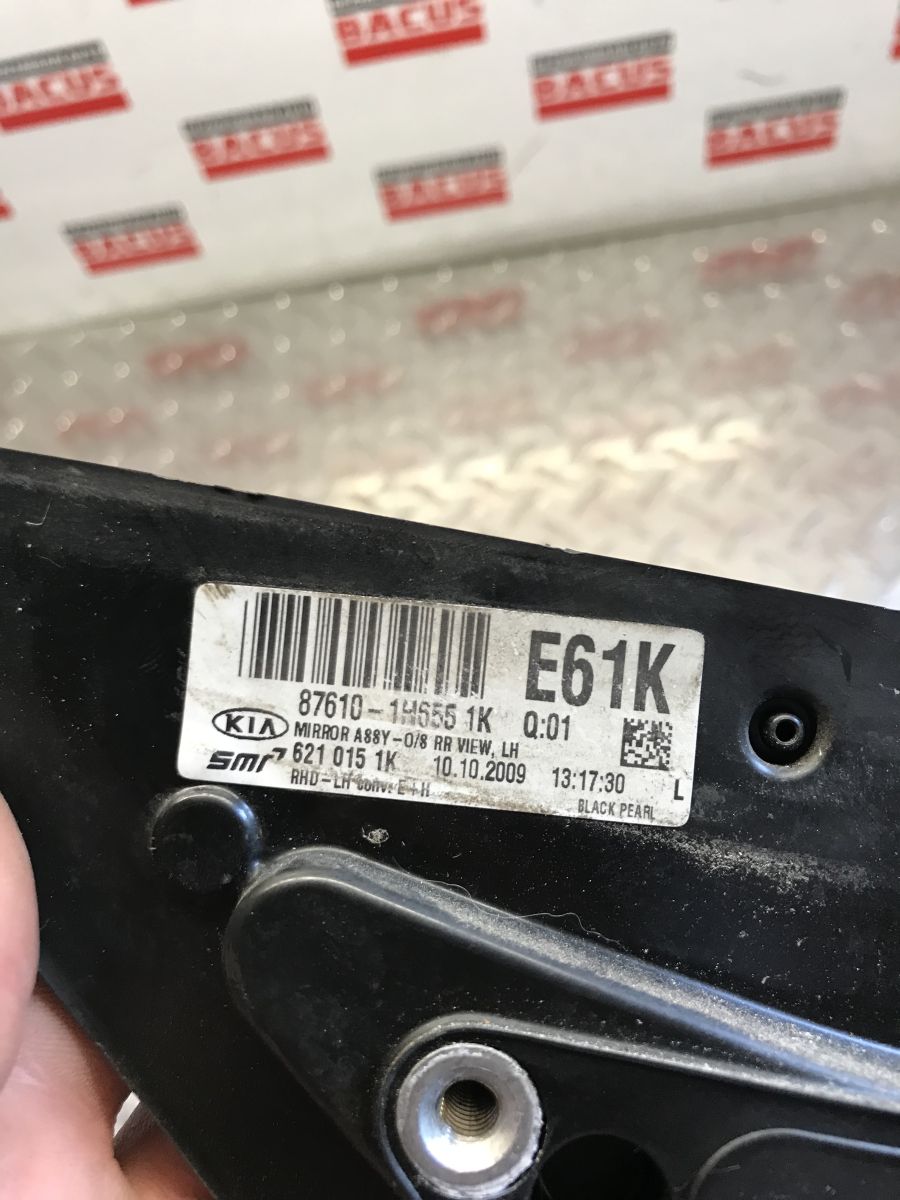 BACUS
BACUS
BACUS
BACUS
BACUS
BACUS
BACUS
E61K
87610-1H655 1K Q:01
KIA MIRROR ASSY-O/S RR VIEW, LH
smr 621 015 1K 10.10.2009 13:17:30 L
RHD-LH conv. E+H BLACK PEARL